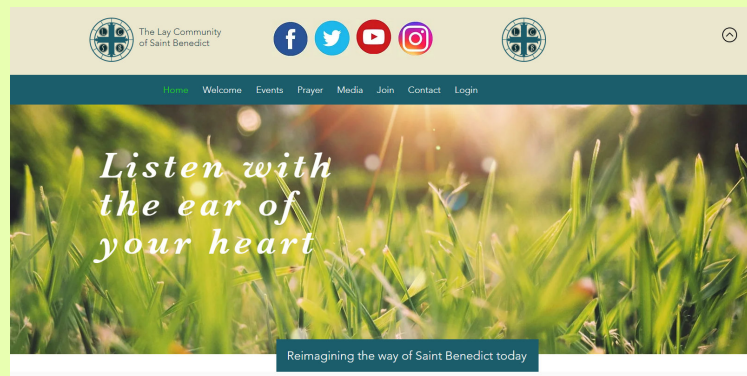 The Lay Community
of Saint Benedict
Home Welcome Events Prayer Media Join Contact Login
Listen with
the ear of
your heart
Reimagining the way of Saint Benedict today